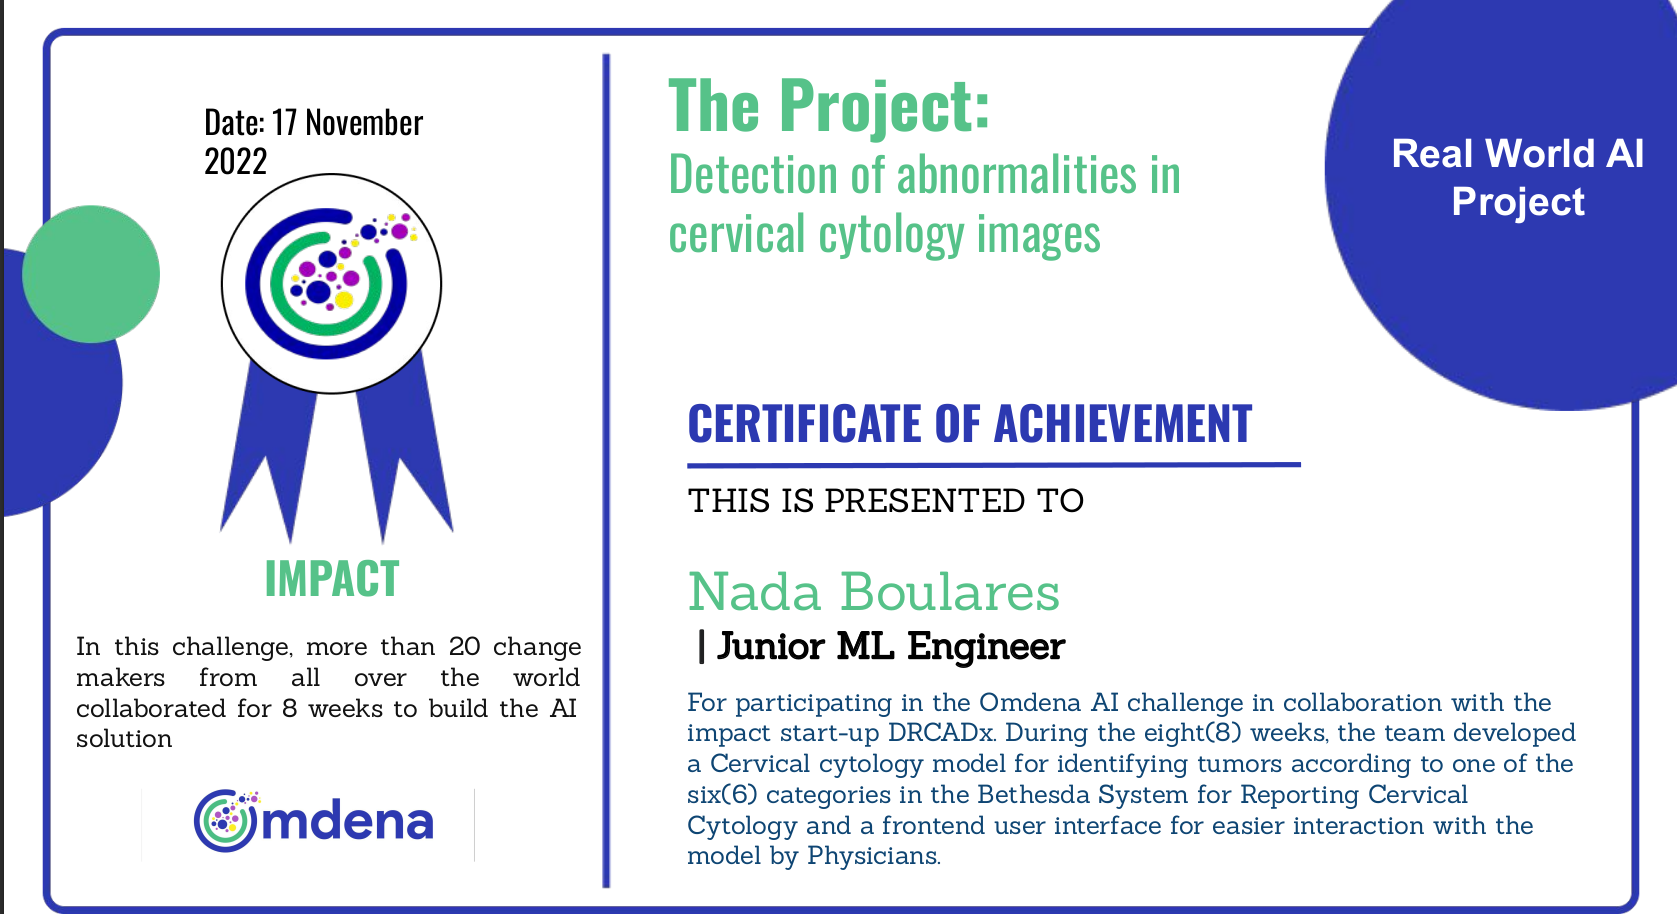 Date: 17 November
2022
IMPACT
In this challenge, more than 20 change
makers from all over the world
collaborated for 8 weeks to build the AI
solution
Omdena
The Project:
Detection of abnormalities in
cervical cytology images
Real World AI
Project
CERTIFICATE OF ACHIEVEMENT
THIS IS PRESENTED TO
Nada Boulares
| Junior ML Engineer
For participating in the Omdena AI challenge in collaboration with the
impact start-up DRCADx. During the eight(8) weeks, the team developed
a Cervical cytology model for identifying tumors according to one of the
six(6) categories in the Bethesda System for Reporting Cervical
Cytology and a frontend user interface for easier interaction with the
model by Physicians.